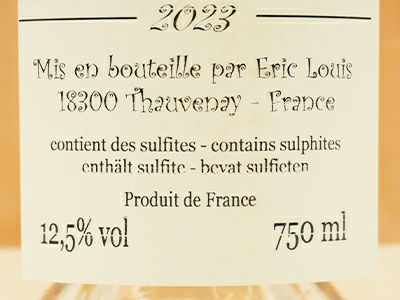 2023
Mis en bouteille par Eric Louis
18300 Thauvenay - France
contient des sulfites - contains sulphites
enthält sulfite - bevat sulfieten
Produit de France
12,5% vol
750 ml